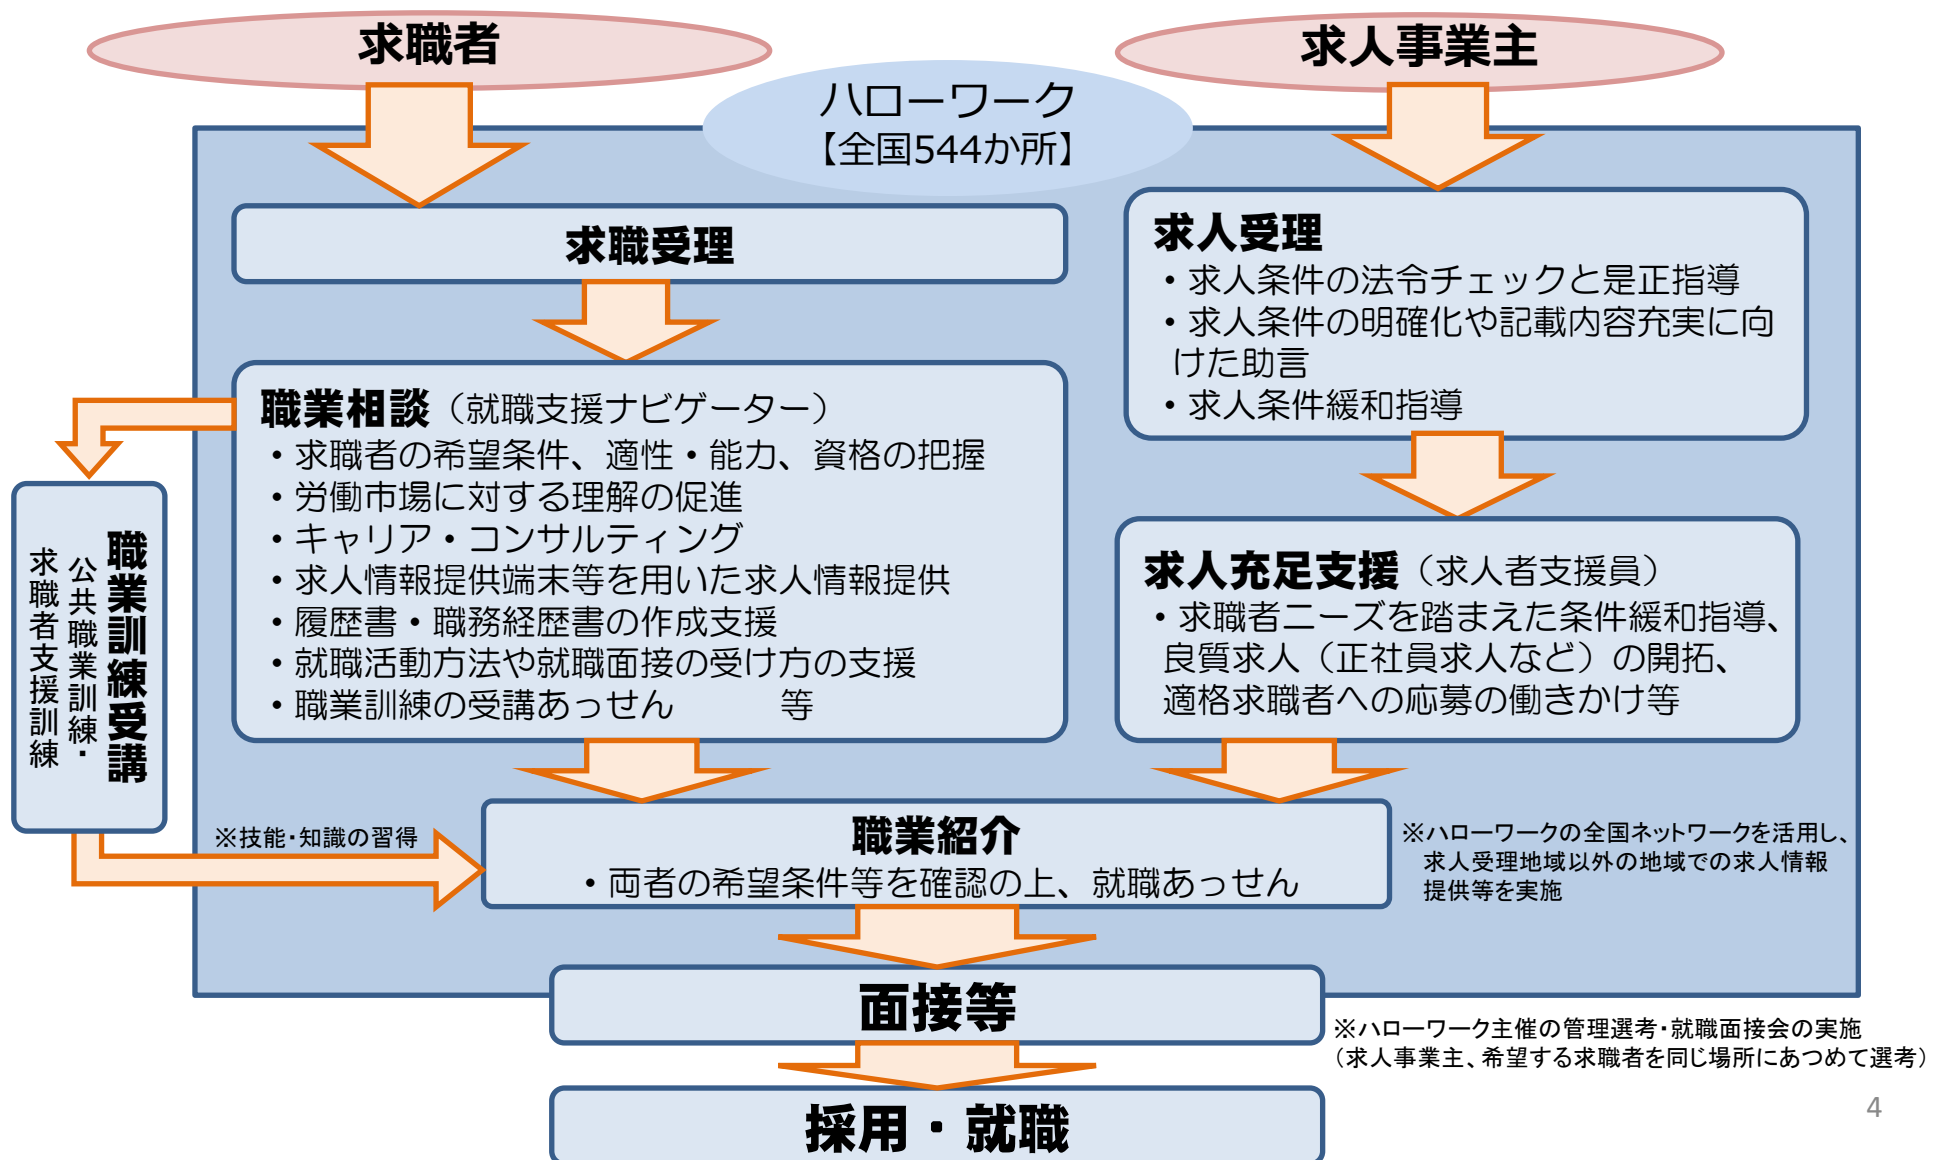 求職者
求人事業主
ハローワーク
【全国544か所】
求職受理
求人受理
・求人条件の法令チェックと是正指導
・求人条件の明確化や記載内容充実に向
けた助言
・求人条件緩和指導
職業相談（就職支援ナビゲーター）
・求職者の希望条件、適性・能力、資格の把握
・労働市場に対する理解の促進
・キャリア・コンサルティング
・求人情報提供端末等を用いた求人情報提供
・履歴書・職務経歴書の作成支援
・就職活動方法や就職面接の受け方の支援
・職業訓練の受講あっせん　　　等
求人充足支援（求人者支援員）
・求職者ニーズを踏まえた条件緩和指導、
良質求人（正社員求人など）の開拓、
適格求職者への応募の働きかけ等
職業訓練受講
公共職業訓練・
求職者支援訓練
※技能・知識の習得
職業紹介
・両者の希望条件等を確認の上、就職あっせん
※ハローワークの全国ネットワークを活用し、
求人受理地域以外の地域での求人情報
提供等を実施
面接等
※ハローワーク主催の管理選考・就職面接会の実施
（求人事業主、希望する求職者を同じ場所にあつめて選考）
採用・就職
4